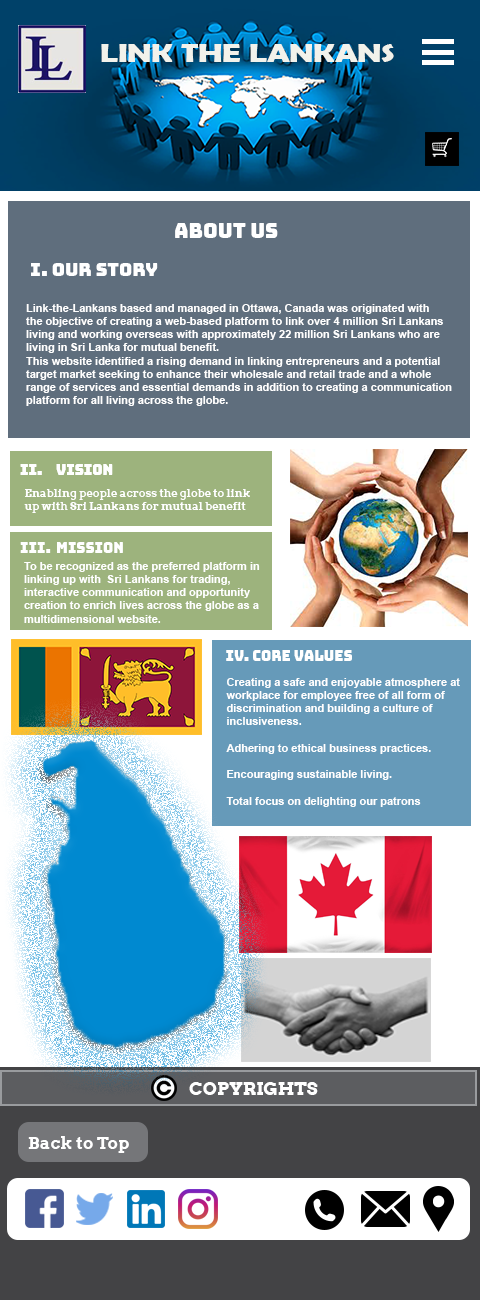 LL
LINK THE LANKANS
ABOUT US
I. OUR STORY
Link-the-Lankans based and managed in Ottawa, Canada was originated with
the objective of creating a web-based platform to link over 4 million Sri Lankans
living and working overseas with approximately 22 million Sri Lankans who are
living in Sri Lanka for mutual benefit.
This website identified a rising demand in linking entrepreneurs and a potential
target market seeking to enhance their wholesale and retail trade and a whole
range of services and essential demands in addition to creating a communication
platform for all living across the globe.
II. VISION
Enabling people across the globe to link
up with Sri Lankans for mutual benefit
III. MISSION
To be recognized as the preferred platform in
linking up with Sri Lankans for trading,
interactive communication and opportunity
creation to enrich lives across the globe as a
multidimensional website.
IV. CORE VALUES
Creating a safe and enjoyable atmosphere at
workplace for employee free of all form of
discrimination and building a culture of
inclusiveness.
Adhering to ethical business practices.
Encouraging sustainable living.
Total focus on delighting our patrons
© COPYRIGHTS
Back to Top
f
in